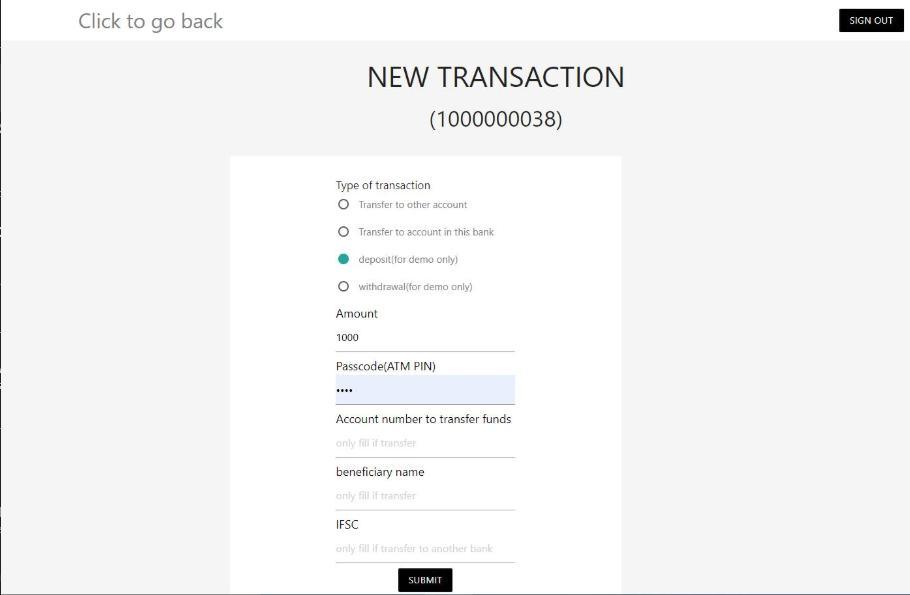 Click to go back
SIGN OUT
NEW TRANSACTION
(1000000038)
Type of transaction
Transfer to other account
Transfer to account in this bank
deposit(for demo only)
withdrawal(for demo only)
Amount
1000
Passcode(ATM PIN)
••••
Account number to transfer funds
only fill if transfer
beneficiary name
only fill if transfer
IFSC
only fill if transfer to another bank
SUBMIT